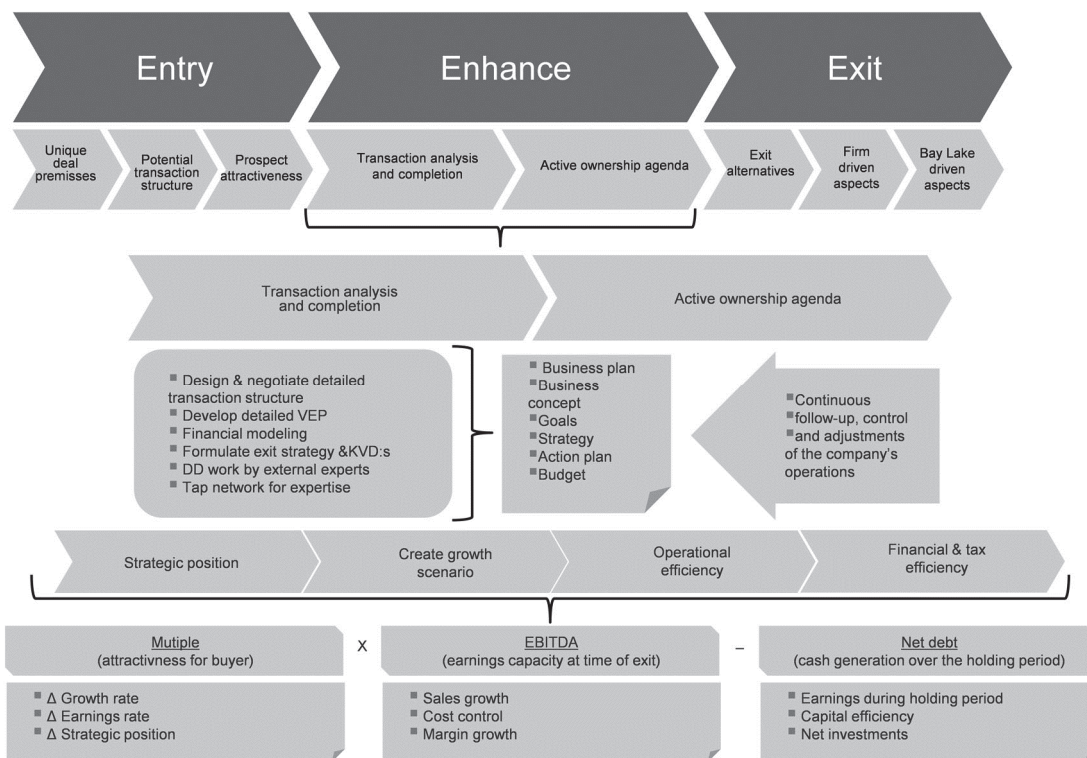 Entry
Enhance
Exit
Unique
deal
premisses
Potential
transaction
structure
Prospect
attractiveness
Transaction analysis
and completion
Active ownership agenda
Exit
alternatives
Firm
driven
aspects
Bay Lake
driven
aspects
Transaction analysis
and completion
Active ownership agenda
Design & negotiate detailed
transaction structure
Develop detailed VEP
Financial modeling
Formulate exit strategy &KVD:s
DD work by external experts
Tap network for expertise
Business plan
Business
concept
Goals
Strategy
Action plan
Budget
Continuous
follow-up, control
and adjustments
of the company's
operations
Strategic position
Create growth
scenario
Operational
efficiency
Financial & tax
efficiency
Mutiple
(attractivness for buyer)
X
EBITDA
(earnings capacity at time of exit)
–
Net debt
(cash generation over the holding period)
Δ Growth rate
Δ Earnings rate
Δ Strategic position
Sales growth
Cost control
Margin growth
Earnings during holding period
Capital efficiency
Net investments